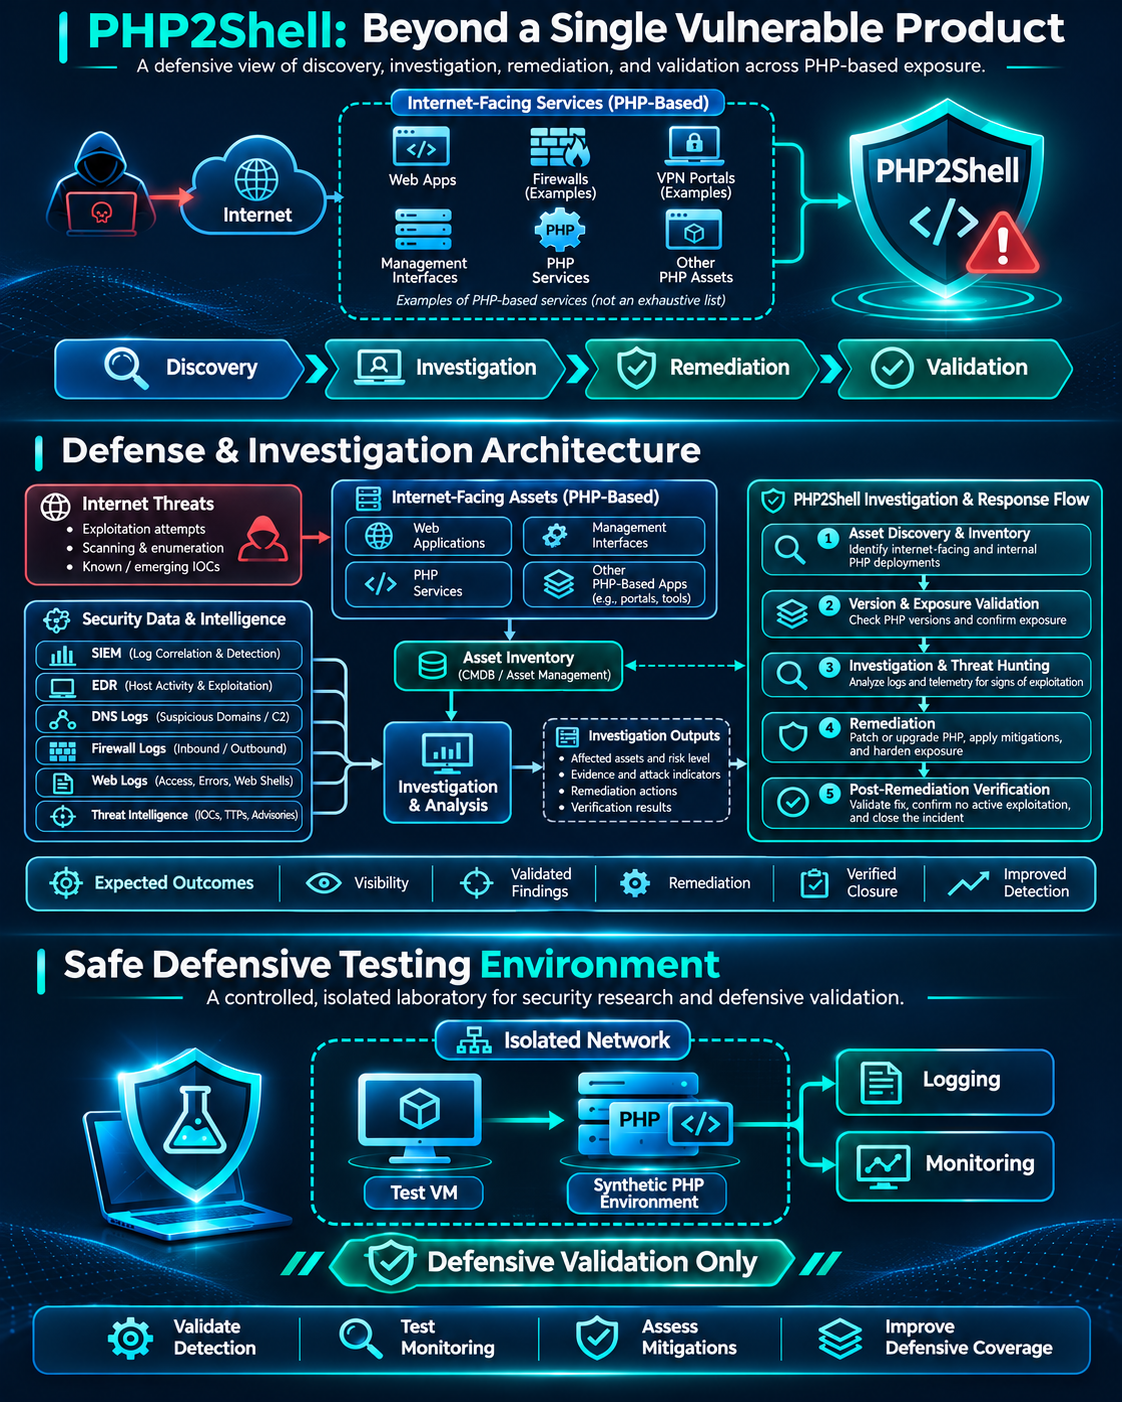 PHP2Shell: Beyond a Single Vulnerable Product
A defensive view of discovery, investigation, remediation, and validation across PHP-based exposure.
Internet
Internet-Facing Services (PHP-Based)
Web Apps
Firewalls
(Examples)
VPN Portals
(Examples)
Management
Interfaces
PHP
PHP
Services
Other
PHP Assets
Examples of PHP-based services (not an exhaustive list)
PHP2Shell
</>
Discovery
Investigation
Remediation
Validation
Defense & Investigation Architecture
Internet Threats
• Exploitation attempts
• Scanning & enumeration
• Known / emerging IOCs
Internet-Facing Assets (PHP-Based)
Web
Applications
Management
Interfaces
</>
PHP
Services
Other
PHP-Based Apps
(e.g., portals, tools)
Security Data & Intelligence
SIEM (Log Correlation & Detection)
EDR (Host Activity & Exploitation)
DNS Logs (Suspicious Domains / C2)
Firewall Logs (Inbound / Outbound)
Web Logs (Access, Errors, Web Shells)
Threat Intelligence (IOCs, TTPs, Advisories)
Asset Inventory
(CMDB / Asset Management)
Investigation
& Analysis
Investigation Outputs
• Affected assets and risk level
• Evidence and attack indicators
• Remediation actions
• Verification results
PHP2Shell Investigation & Response Flow
1 Asset Discovery & Inventory
Identify internet-facing and internal
PHP deployments
2 Version & Exposure Validation
Check PHP versions and confirm exposure
3 Investigation & Threat Hunting
Analyze logs and telemetry for signs of exploitation
4 Remediation
Patch or upgrade PHP, apply mitigations,
and harden exposure
5 Post-Remediation Verification
Validate fix, confirm no active exploitation,
and close the incident
Expected Outcomes
Visibility
Validated
Findings
Remediation
Verified
Closure
Improved
Detection
Safe Defensive Testing Environment
A controlled, isolated laboratory for security research and defensive validation.
Isolated Network
Test VM
PHP
</>
Synthetic PHP
Environment
Logging
Monitoring
Defensive Validation Only
Validate
Detection
Test
Monitoring
Assess
Mitigations
Improve
Defensive Coverage